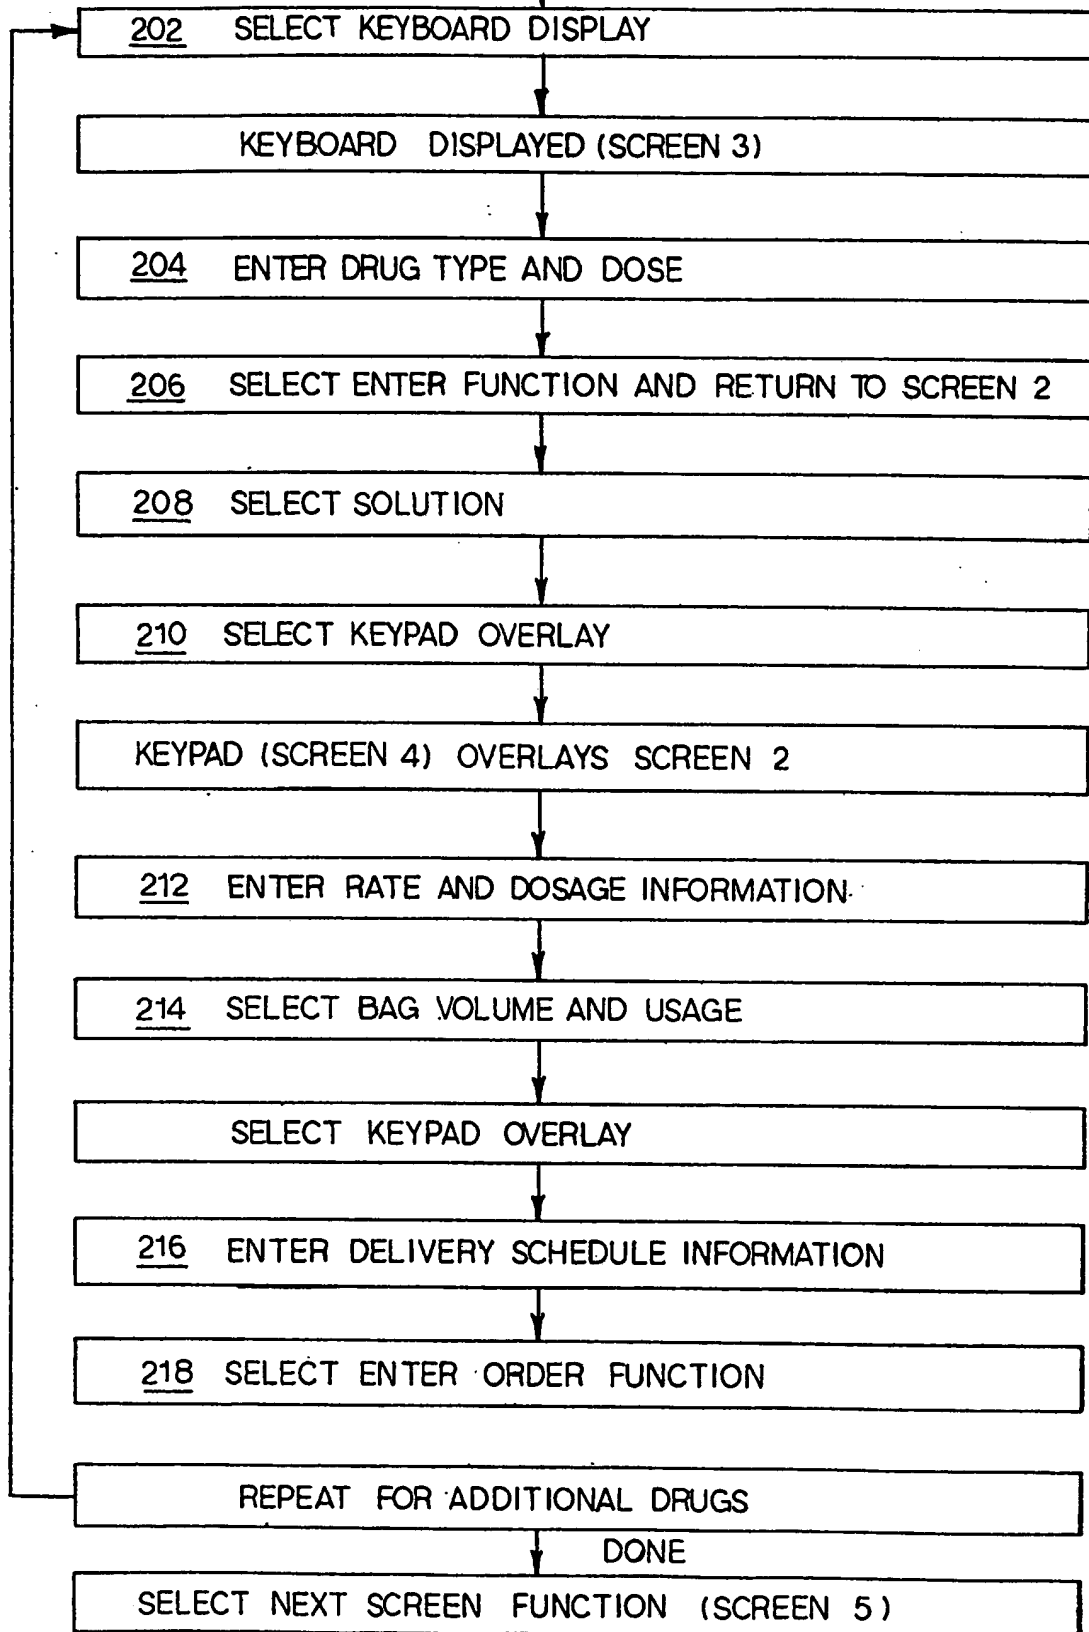 202 SELECT KEYBOARD DISPLAY
KEYBOARD DISPLAYED (SCREEN 3)
204 ENTER DRUG TYPE AND DOSE
206 SELECT ENTER FUNCTION AND RETURN TO SCREEN 2
208 SELECT SOLUTION
210 SELECT KEYPAD OVERLAY
KEYPAD (SCREEN 4) OVERLAYS SCREEN 2
212 ENTER RATE AND DOSAGE INFORMATION
214 SELECT BAG VOLUME AND USAGE
SELECT KEYPAD OVERLAY
216 ENTER DELIVERY SCHEDULE INFORMATION
218 SELECT ENTER ORDER FUNCTION
REPEAT FOR ADDITIONAL DRUGS
DONE
SELECT NEXT SCREEN FUNCTION (SCREEN 5)